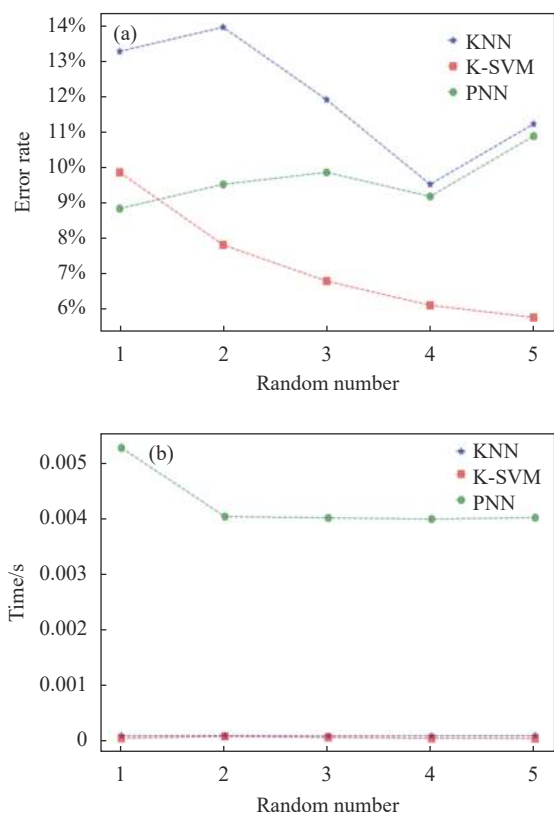 14%
(a)
KNN
13%
K-SVM
12%
PNN
11%
Error rate
10%
9%
8%
7%
6%
1 2 3 4 5
Random number
(b)
KNN
0.005
K-SVM
PNN
0.004
0.003
Time/s
0.002
0.001
0
1 2 3 4 5
Random number